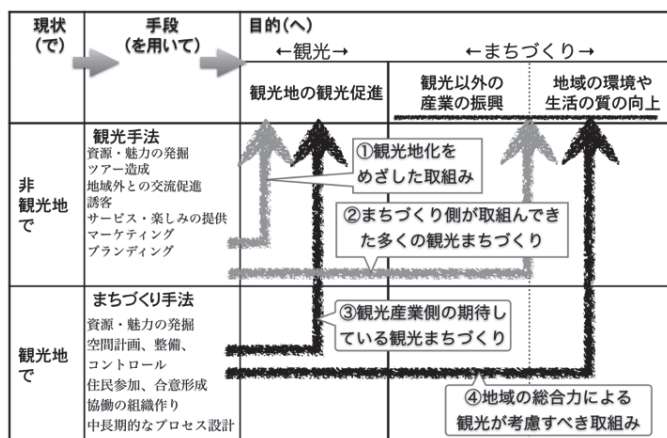 現状
(で)
手段
(を用いて)
目的(へ)
←観光→
←まちづくり→
観光地の観光促進
観光以外の
産業の振興
地域の環境や
生活の質の向上
非
観光地
で
観光手法
資源・魅力の発掘
ツアー造成
地域外との交流促進
誘客
サービス・楽しみの提供
マーケティング
ブランディング
①観光地化を
めざした取組み
②まちづくり側が取組んでき
た多くの観光まちづくり
観光地
で
まちづくり手法
資源・魅力の発掘
空間計画、整備、
コントロール
住民参加、合意形成
協働の組織作り
中長期的なプロセス設計
③観光産業側の期待し
ている観光まちづくり
④地域の総合力による
観光が考慮すべき取組み